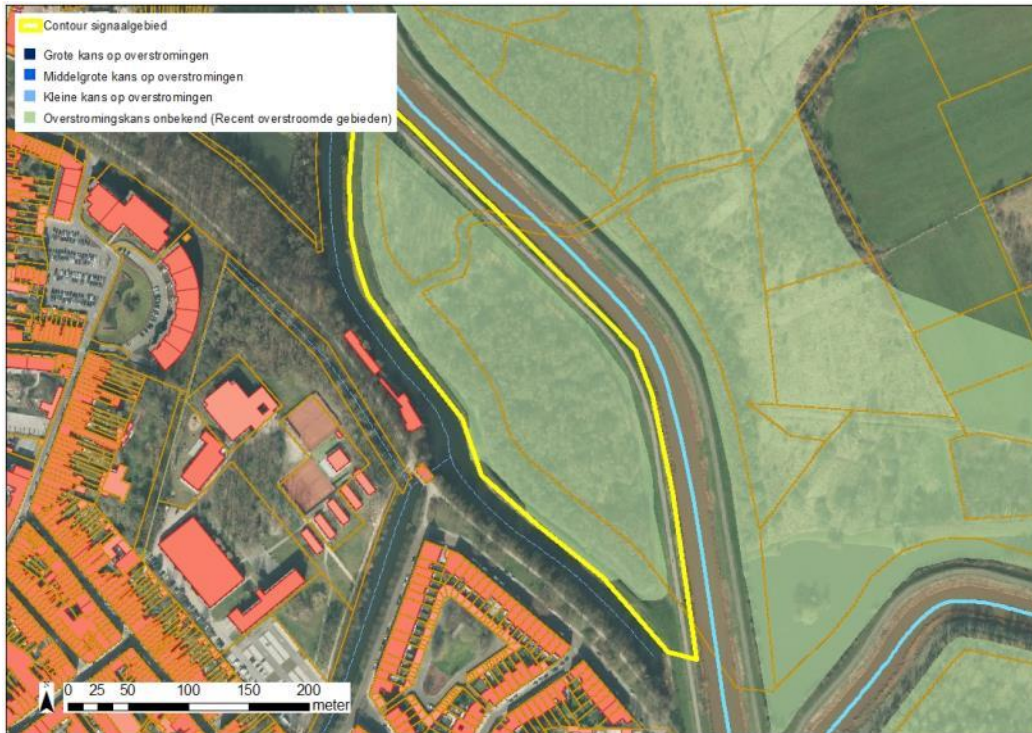 Contour signaalgebied
Grote kans op overstromingen
Middelgrote kans op overstromingen
Kleine kans op overstromingen
Overstromingskans onbekend (Recent overstroomde gebieden)
0 25 50 100 150 200
meter